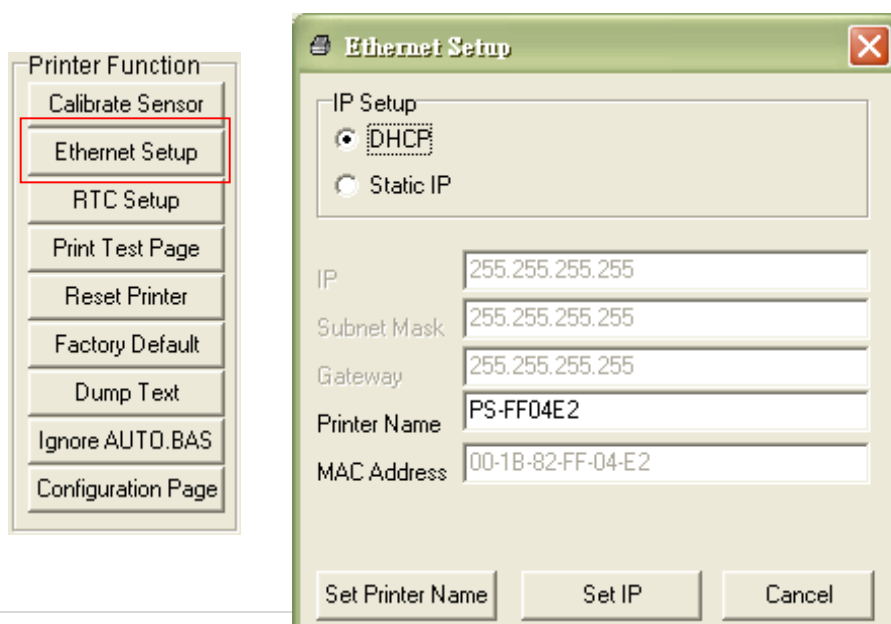 Printer Function
Calibrate Sensor
Ethernet Setup
RTC Setup
Print Test Page
Reset Printer
Factory Default
Dump Text
Ignore AUTO.BAS
Configuration Page
Ethernet Setup
IP Setup
DHCP
Static IP
IP 255.255.255.255
Subnet Mask 255.255.255.255
Gateway 255.255.255.255
Printer Name PS-FF04E2
MAC Address 00-1B-82-FF-04-E2
Set Printer Name Set IP Cancel